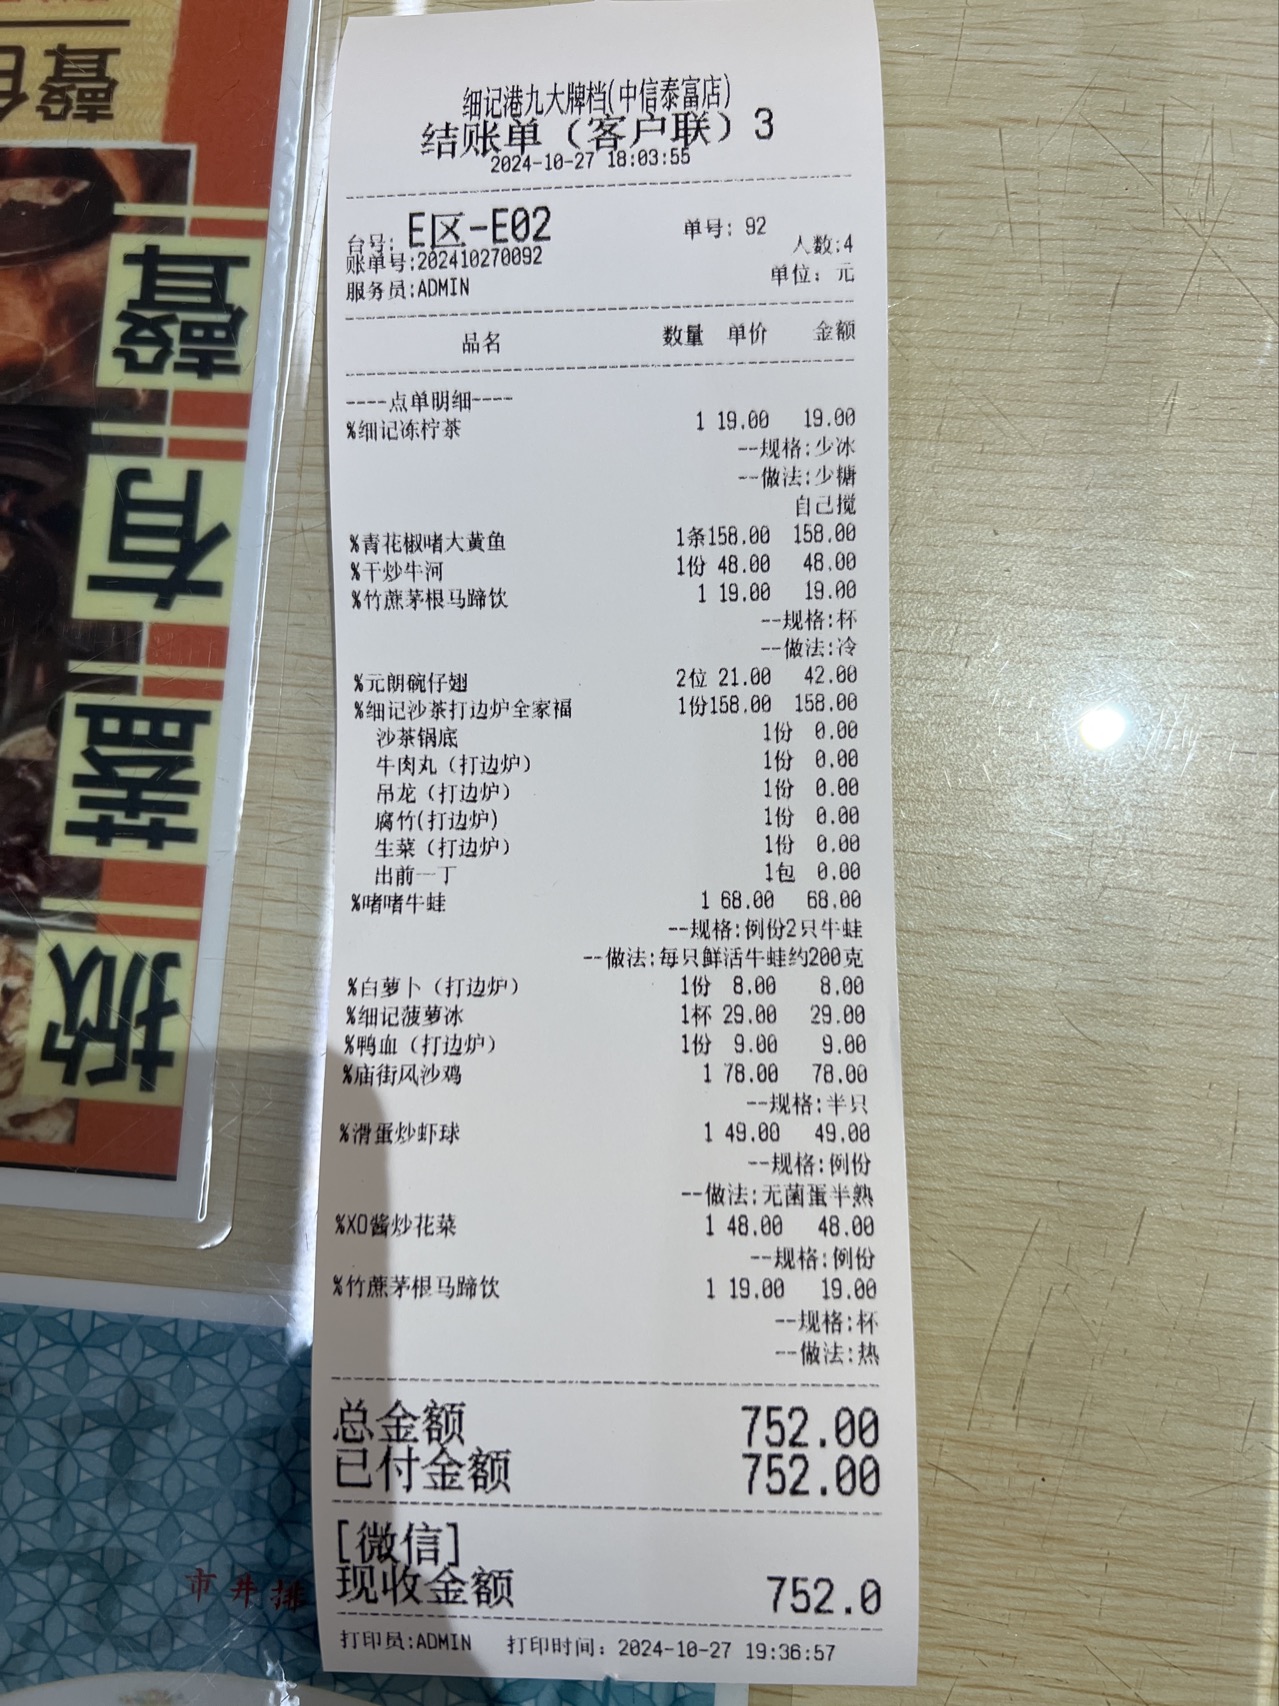 细记港九大牌档(中信泰富店)
结账单（客户联）3
2024-10-27 18:03:55
台号: E区-E02 单号: 92
人数:4
账单号:202410270092
单位: 元
服务员:ADMIN
品名 数量 单价 金额
----点单明细----
%细记冻柠茶 1 19.00 19.00
--规格:少冰
--做法:少糖
自己搅
%青花椒啫大黄鱼 1条158.00 158.00
%干炒牛河 1份 48.00 48.00
%竹蔗茅根马蹄饮 1 19.00 19.00
--规格:杯
--做法:冷
%元朗碗仔翅 2位 21.00 42.00
%细记沙茶打边炉全家福 1份158.00 158.00
沙茶锅底 1份 0.00
牛肉丸（打边炉） 1份 0.00
吊龙（打边炉） 1份 0.00
腐竹(打边炉) 1份 0.00
生菜（打边炉） 1份 0.00
出前一丁 1包 0.00
%啫啫牛蛙 1 68.00 68.00
--规格:例份2只牛蛙
--做法:每只鲜活牛蛙约200克
%白萝卜（打边炉） 1份 8.00 8.00
%细记菠萝冰 1杯 29.00 29.00
%鸭血（打边炉） 1份 9.00 9.00
%庙街风沙鸡 1 78.00 78.00
--规格:半只
%滑蛋炒虾球 1 49.00 49.00
--规格:例份
--做法:无菌蛋半熟
%XO酱炒花菜 1 48.00 48.00
--规格:例份
%竹蔗茅根马蹄饮 1 19.00 19.00
--规格:杯
--做法:热
总金额 752.00
已付金额 752.00
[微信]
现收金额 752.0
打印员:ADMIN 打印时间: 2024-10-27 19:36:57
市井排